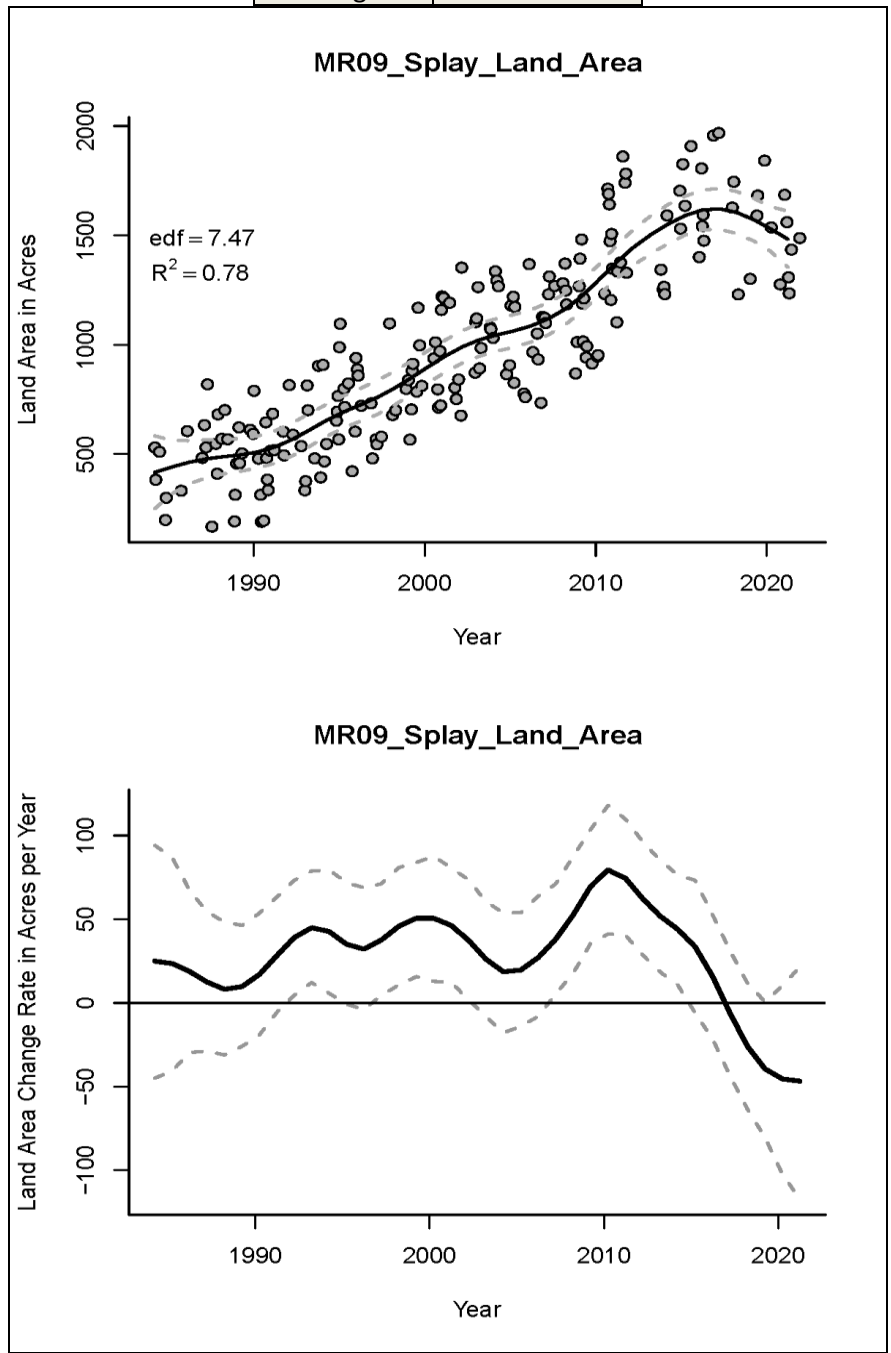 MR09_Splay_Land_Area
Land Area in Acres
2000
1500
1000
500
edf = 7.47
R² = 0.78
1990
2000
2010
2020
Year
MR09_Splay_Land_Area
Land Area Change Rate in Acres per Year
100
50
0
−50
−100
1990
2000
2010
2020
Year